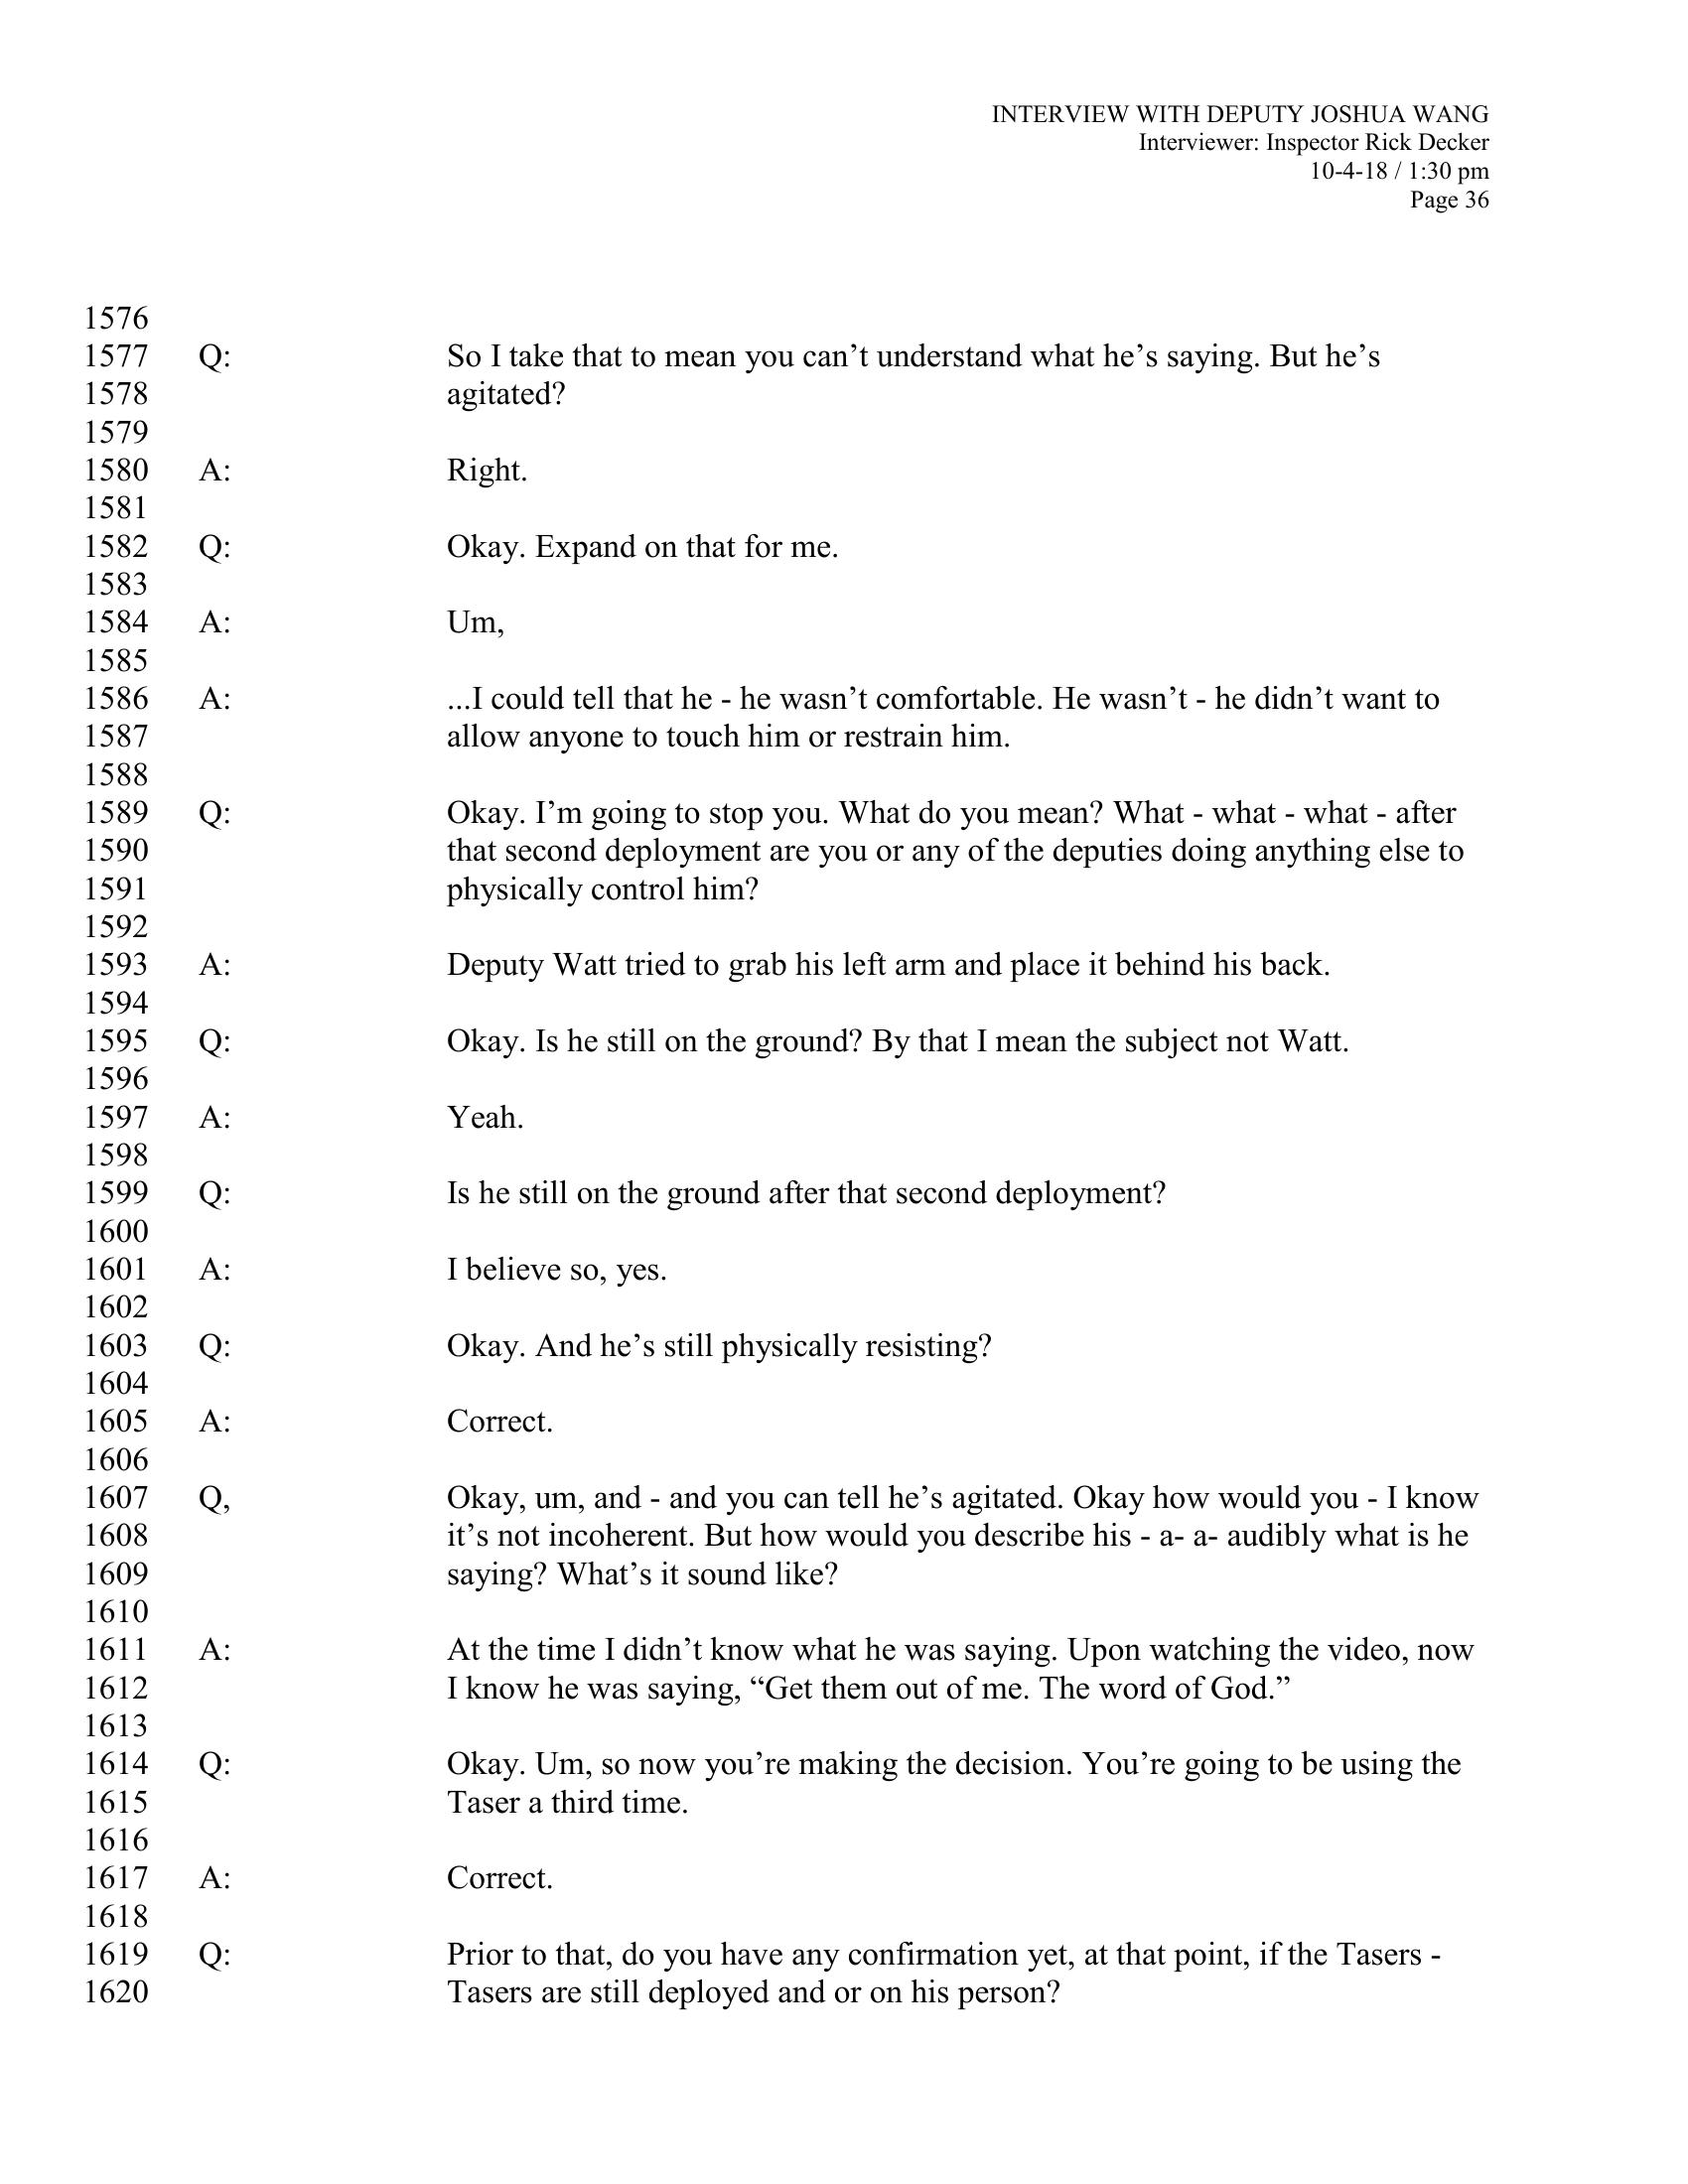 INTERVIEW WITH DEPUTY JOSHUA WANG
Interviewer: Inspector Rick Decker
10-4-18 / 1:30 pm
Page 36
1576
1577 Q: So I take that to mean you can’t understand what he’s saying. But he’s
1578 agitated?
1579
1580 A: Right.
1581
1582 Q: Okay. Expand on that for me.
1583
1584 A: Um,
1585
1586 A: ...I could tell that he - he wasn’t comfortable. He wasn’t - he didn’t want to
1587 allow anyone to touch him or restrain him.
1588
1589 Q: Okay. I’m going to stop you. What do you mean? What - what - what - after
1590 that second deployment are you or any of the deputies doing anything else to
1591 physically control him?
1592
1593 A: Deputy Watt tried to grab his left arm and place it behind his back.
1594
1595 Q: Okay. Is he still on the ground? By that I mean the subject not Watt.
1596
1597 A: Yeah.
1598
1599 Q: Is he still on the ground after that second deployment?
1600
1601 A: I believe so, yes.
1602
1603 Q: Okay. And he’s still physically resisting?
1604
1605 A: Correct.
1606
1607 Q, Okay, um, and - and you can tell he’s agitated. Okay how would you - I know
1608 it’s not incoherent. But how would you describe his - a- a- audibly what is he
1609 saying? What’s it sound like?
1610
1611 A: At the time I didn’t know what he was saying. Upon watching the video, now
1612 I know he was saying, “Get them out of me. The word of God.”
1613
1614 Q: Okay. Um, so now you’re making the decision. You’re going to be using the
1615 Taser a third time.
1616
1617 A: Correct.
1618
1619 Q: Prior to that, do you have any confirmation yet, at that point, if the Tasers -
1620 Tasers are still deployed and or on his person?